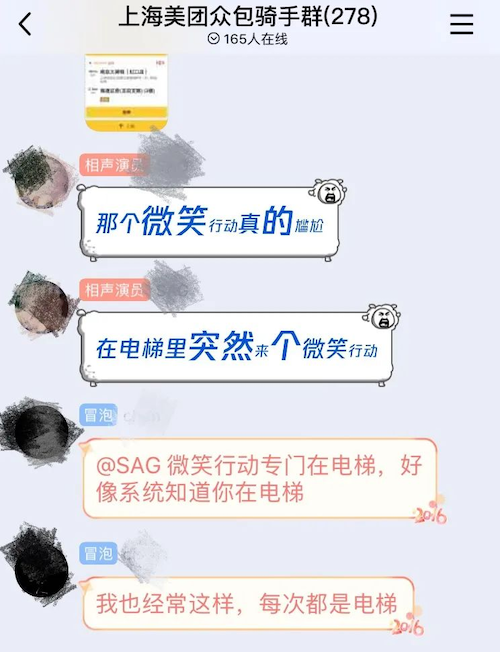 上海美团众包骑手群(278)
165人在线
相声演员
那个微笑行动真的尴尬
相声演员
在电梯里突然来个微笑行动
冒泡
@SAG 微笑行动专门在电梯，好
像系统知道你在电梯
2016
冒泡
我也经常这样，每次都是电梯
2016